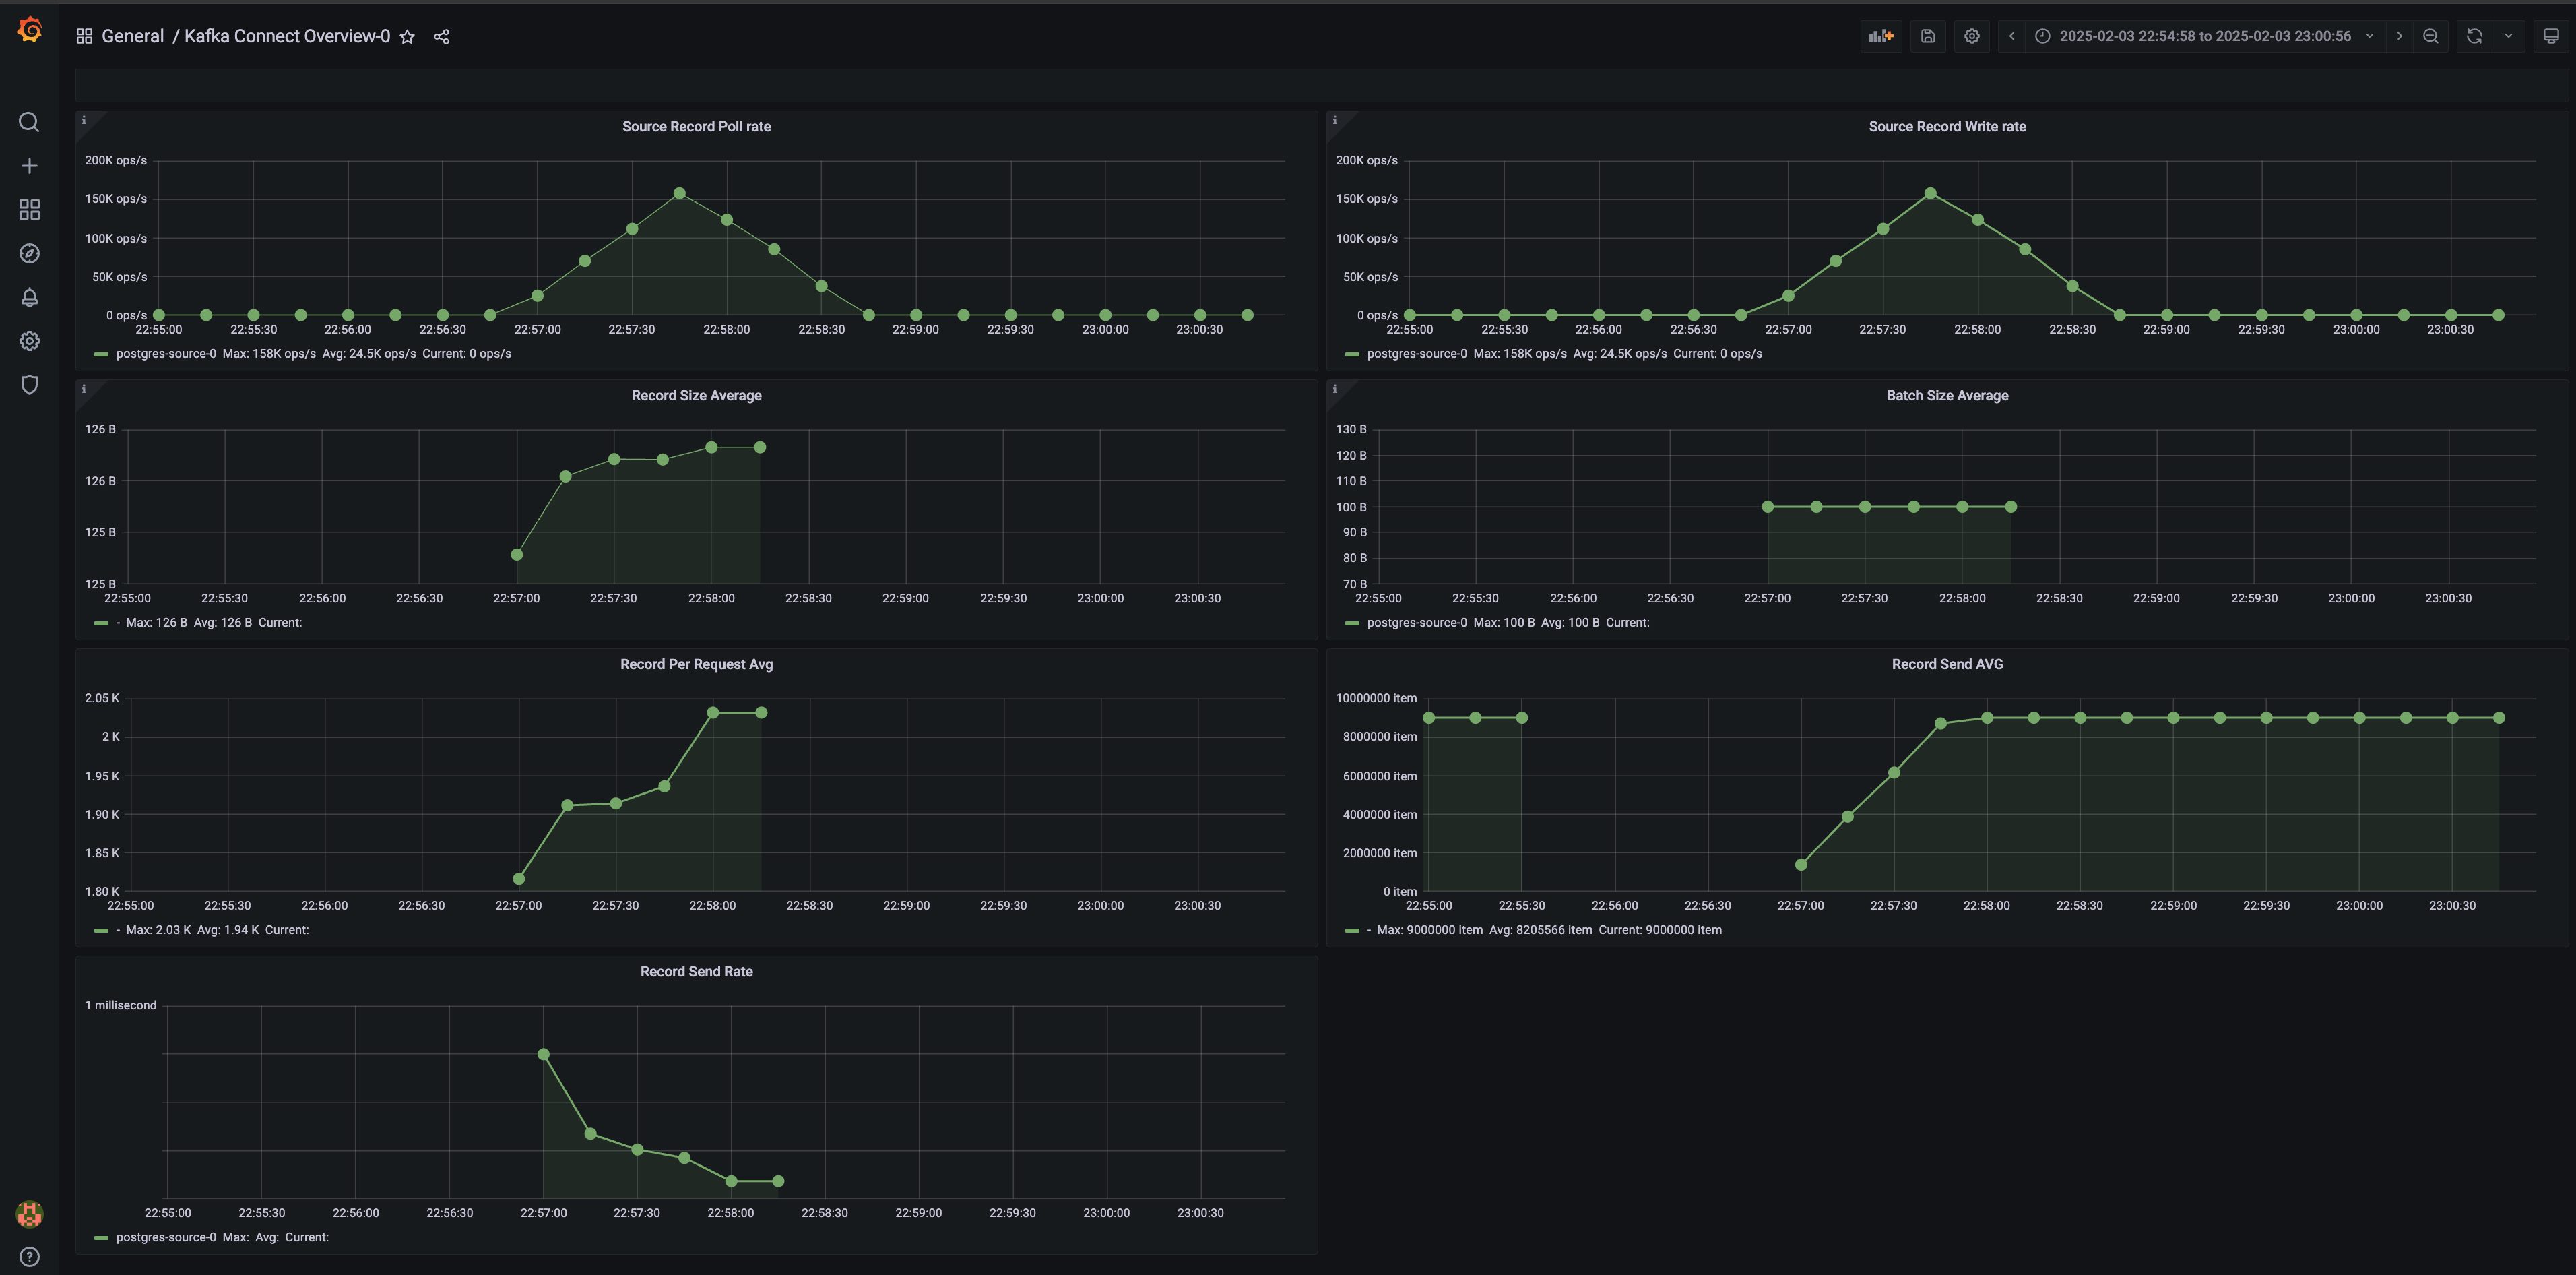 General / Kafka Connect Overview-0
2025-02-03 22:54:58 to 2025-02-03 23:00:56
Source Record Poll rate
200K ops/s
150K ops/s
100K ops/s
50K ops/s
0 ops/s
22:55:00 22:55:30 22:56:00 22:56:30 22:57:00 22:57:30 22:58:00 22:58:30 22:59:00 22:59:30 23:00:00 23:00:30
postgres-source-0 Max: 158K ops/s Avg: 24.5K ops/s Current: 0 ops/s
Source Record Write rate
200K ops/s
150K ops/s
100K ops/s
50K ops/s
0 ops/s
22:55:00 22:55:30 22:56:00 22:56:30 22:57:00 22:57:30 22:58:00 22:58:30 22:59:00 22:59:30 23:00:00 23:00:30
postgres-source-0 Max: 158K ops/s Avg: 24.5K ops/s Current: 0 ops/s
Record Size Average
126 B
126 B
125 B
125 B
22:55:00 22:55:30 22:56:00 22:56:30 22:57:00 22:57:30 22:58:00 22:58:30 22:59:00 22:59:30 23:00:00 23:00:30
- Max: 126 B Avg: 126 B Current:
Batch Size Average
130 B
120 B
110 B
100 B
90 B
80 B
70 B
22:55:00 22:55:30 22:56:00 22:56:30 22:57:00 22:57:30 22:58:00 22:58:30 22:59:00 22:59:30 23:00:00 23:00:30
postgres-source-0 Max: 100 B Avg: 100 B Current:
Record Per Request Avg
2.05 K
2 K
1.95 K
1.90 K
1.85 K
1.80 K
22:55:00 22:55:30 22:56:00 22:56:30 22:57:00 22:57:30 22:58:00 22:58:30 22:59:00 22:59:30 23:00:00 23:00:30
- Max: 2.03 K Avg: 1.94 K Current:
Record Send AVG
10000000 item
8000000 item
6000000 item
4000000 item
2000000 item
0 item
22:55:00 22:55:30 22:56:00 22:56:30 22:57:00 22:57:30 22:58:00 22:58:30 22:59:00 22:59:30 23:00:00 23:00:30
- Max: 9000000 item Avg: 8205566 item Current: 9000000 item
Record Send Rate
1 millisecond
22:55:00 22:55:30 22:56:00 22:56:30 22:57:00 22:57:30 22:58:00 22:58:30 22:59:00 22:59:30 23:00:00 23:00:30
postgres-source-0 Max: Avg: Current: